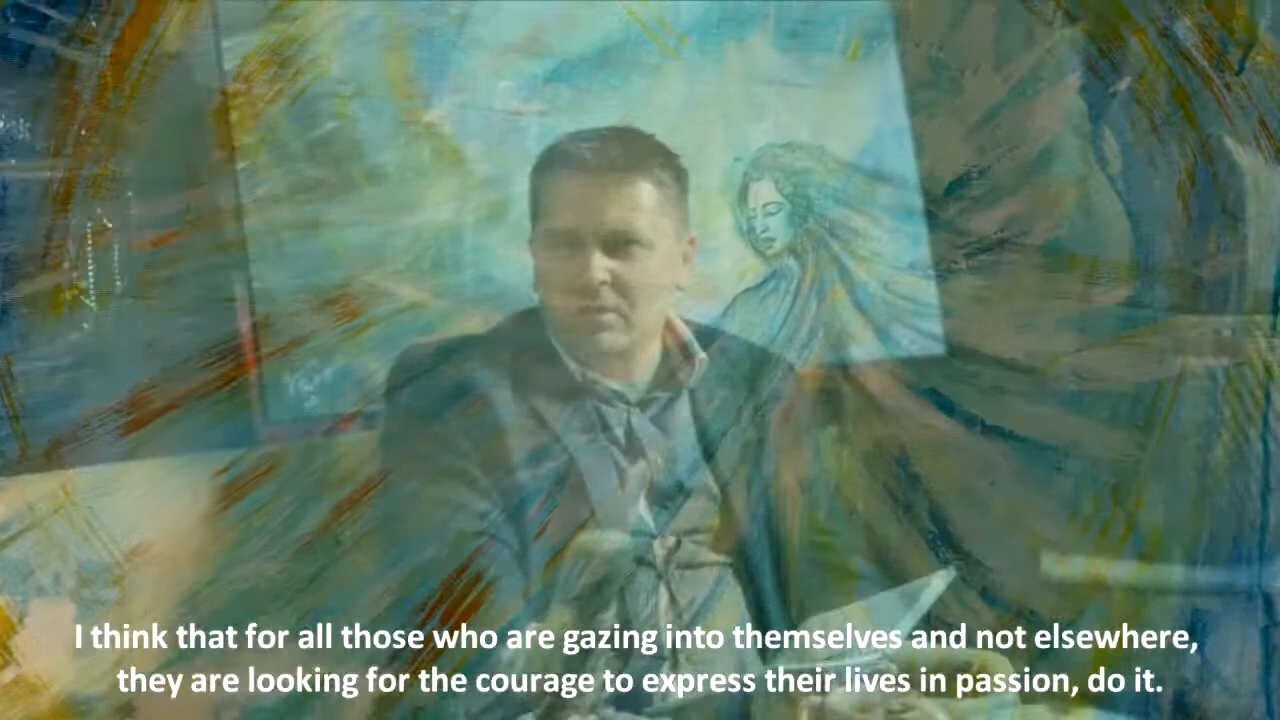 I think that for all those who are gazing into themselves and not elsewhere,
they are looking for the courage to express their lives in passion, do it.